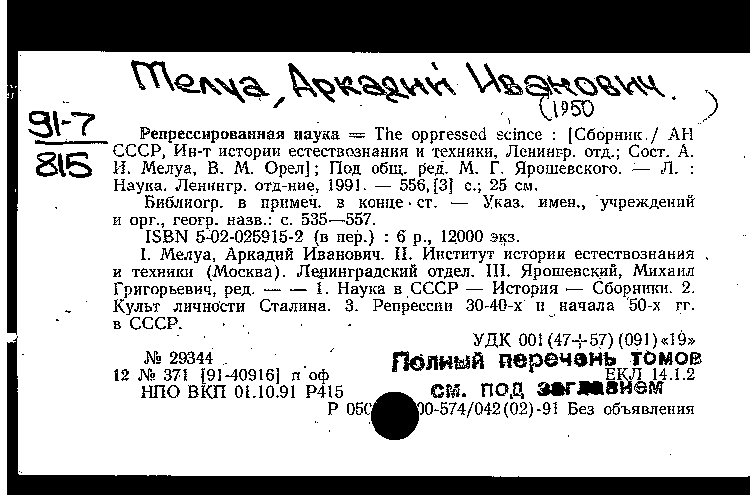 Мелуа, Аркадий Иванович.
(1950 )
91-7
815
Репрессированная наука = The oppressed scince : [Сборник / АН
СССР, Ин-т истории естествознания и техники, Ленингр. отд.; Сост. А.
И. Мелуа, В. М. Орел]; Под общ. ред. М. Г. Ярошевского. — Л. :
Наука. Ленингр. отд-ние, 1991. — 556,[3] с.; 25 см.
Библиогр. в примеч. в конце ст. — Указ. имен., учреждений
и орг., геогр. назв.: с. 535—557.
ISBN 5-02-025915-2 (в пер.) : 6 р., 12000 экз.
I. Мелуа, Аркадий Иванович. II. Институт истории естествознания
и техники (Москва). Ленинградский отдел. III. Ярошевский, Михаил
Григорьевич, ред. — — 1. Наука в СССР — История — Сборники. 2.
Культ личности Сталина. 3. Репрессии 30-40-х и начала 50-х гг.
в СССР.
УДК 001(47+57)(091)«19»
№ 29344
Полный перечень томов
12 № 371 [91-40916] п оф ЕКЛ 14.1.2
НПО ВКП 01.10.91 Р415 см. под заглавием
Р 050 00-574/042(02)-91 Без объявления